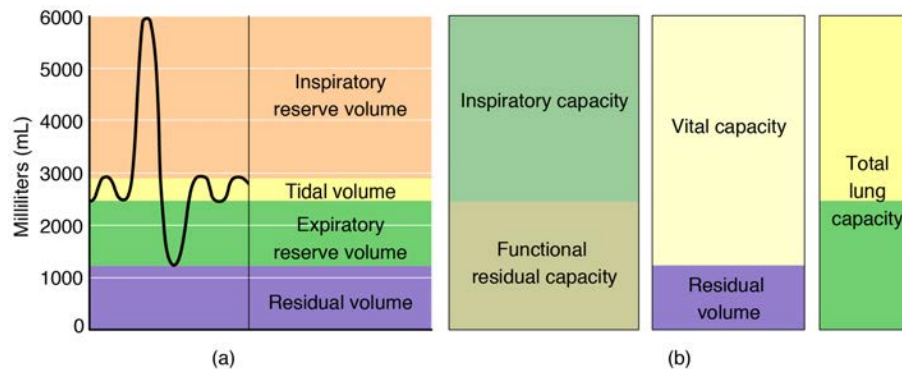 6000
5000
4000
3000
2000
1000
0
Milliliters (mL)
Inspiratory
reserve volume
Tidal volume
Expiratory
reserve volume
Residual volume
(a)
Inspiratory capacity
Functional
residual capacity
Vital capacity
Residual
volume
Total
lung
capacity
(b)